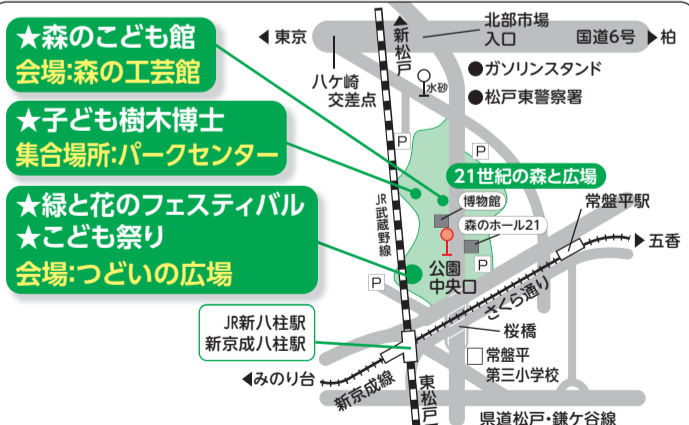 ★森のこども館
会場:森の工芸館
★子ども樹木博士
集合場所:パークセンター
★緑と花のフェスティバル
★こども祭り
会場:つどいの広場
JR新八柱駅
新京成八柱駅
◀東京
▲新松戸
北部市場
入口
国道6号
▶柏
八ケ崎
交差点
水砂
●ガソリンスタンド
●松戸東警察署
P
P
21世紀の森と広場
博物館
森のホール21
常盤平駅
▶五香
JR武蔵野線
P
P
公園
中央口
さくら通り
桜橋
常盤平
第三小学校
◀みのり台
新京成線
東松戸
県道松戸・鎌ケ谷線